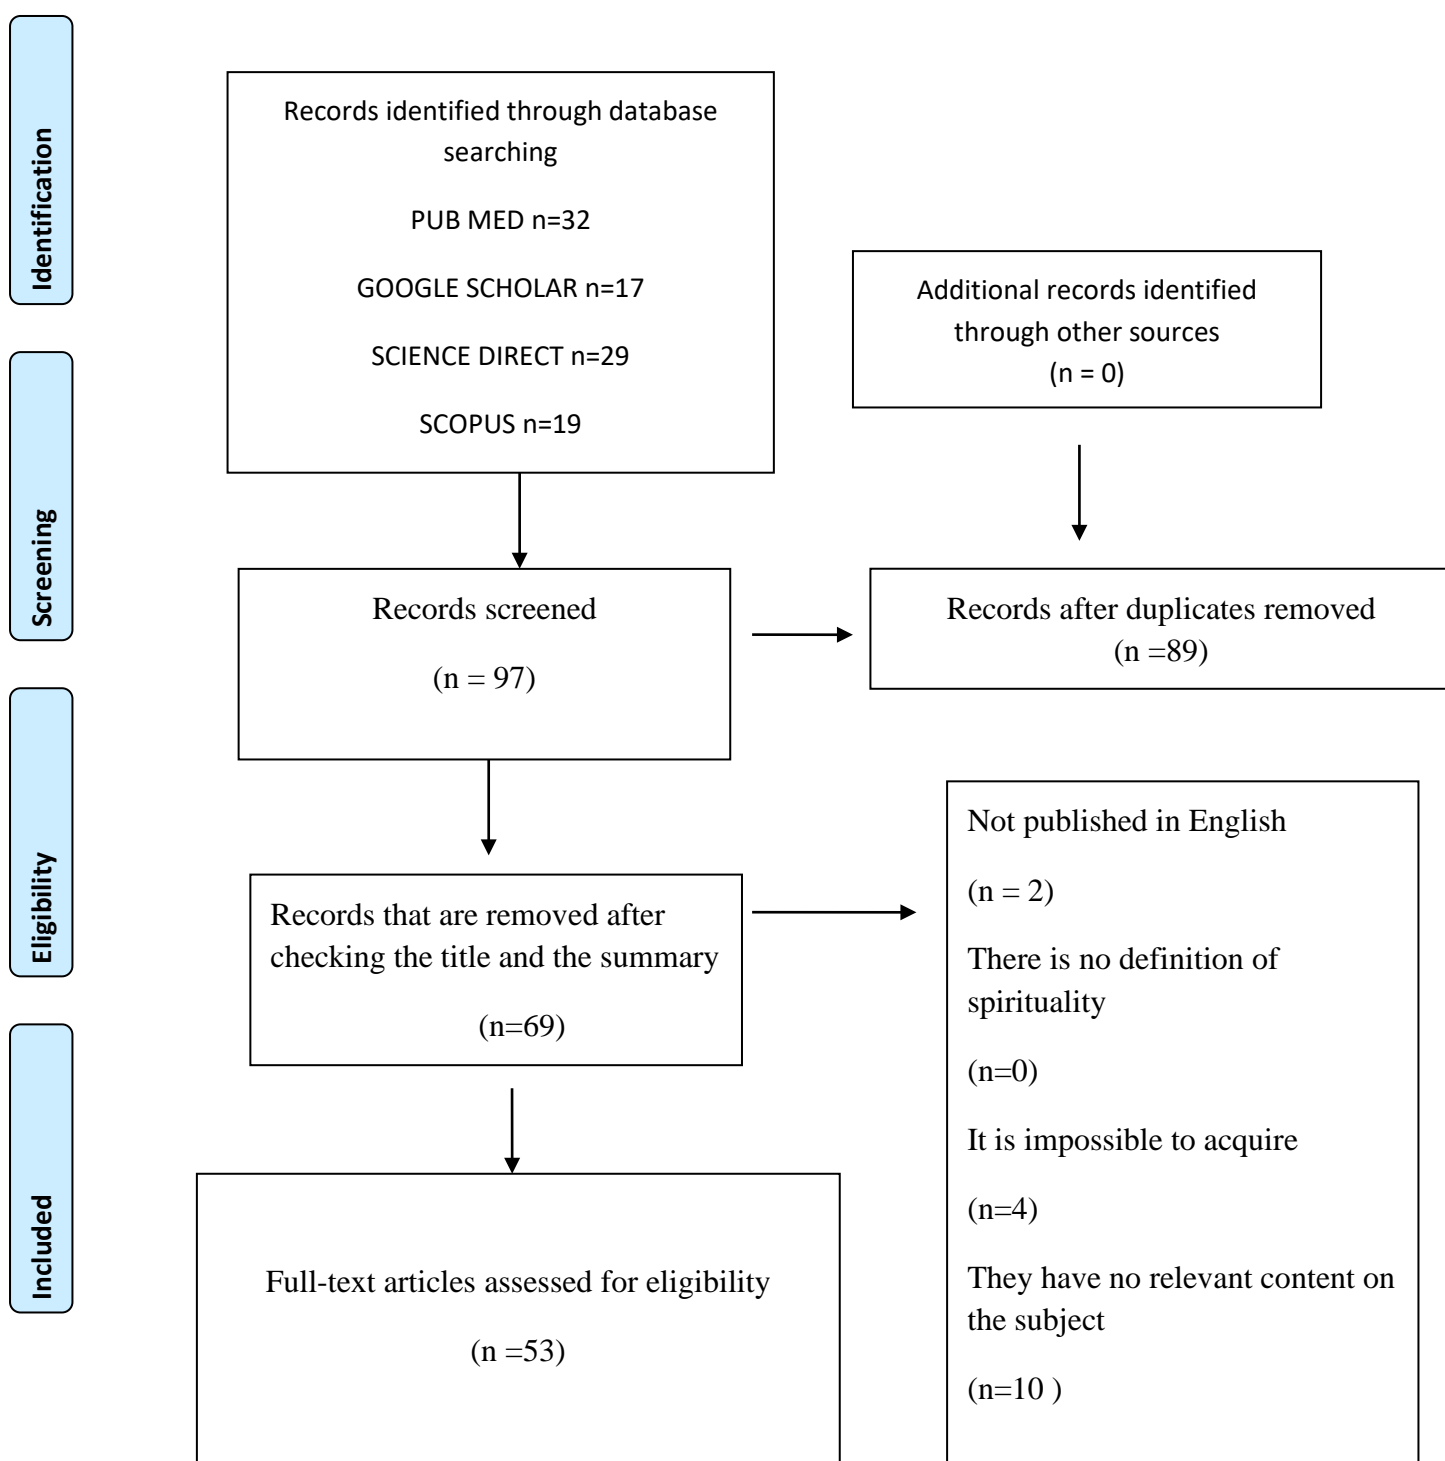 Identification
Records identified through database
searching
PUB MED n=32
GOOGLE SCHOLAR n=17
SCIENCE DIRECT n=29
SCOPUS n=19
Additional records identified
through other sources
(n = 0)
Screening
Records screened
(n = 97)
Records after duplicates removed
(n =89)
Eligibility
Records that are removed after
checking the title and the summary
(n=69)
Not published in English
(n = 2)
There is no definition of
spirituality
(n=0)
It is impossible to acquire
(n=4)
They have no relevant content on
the subject
(n=10 )
Included
Full-text articles assessed for eligibility
(n =53)